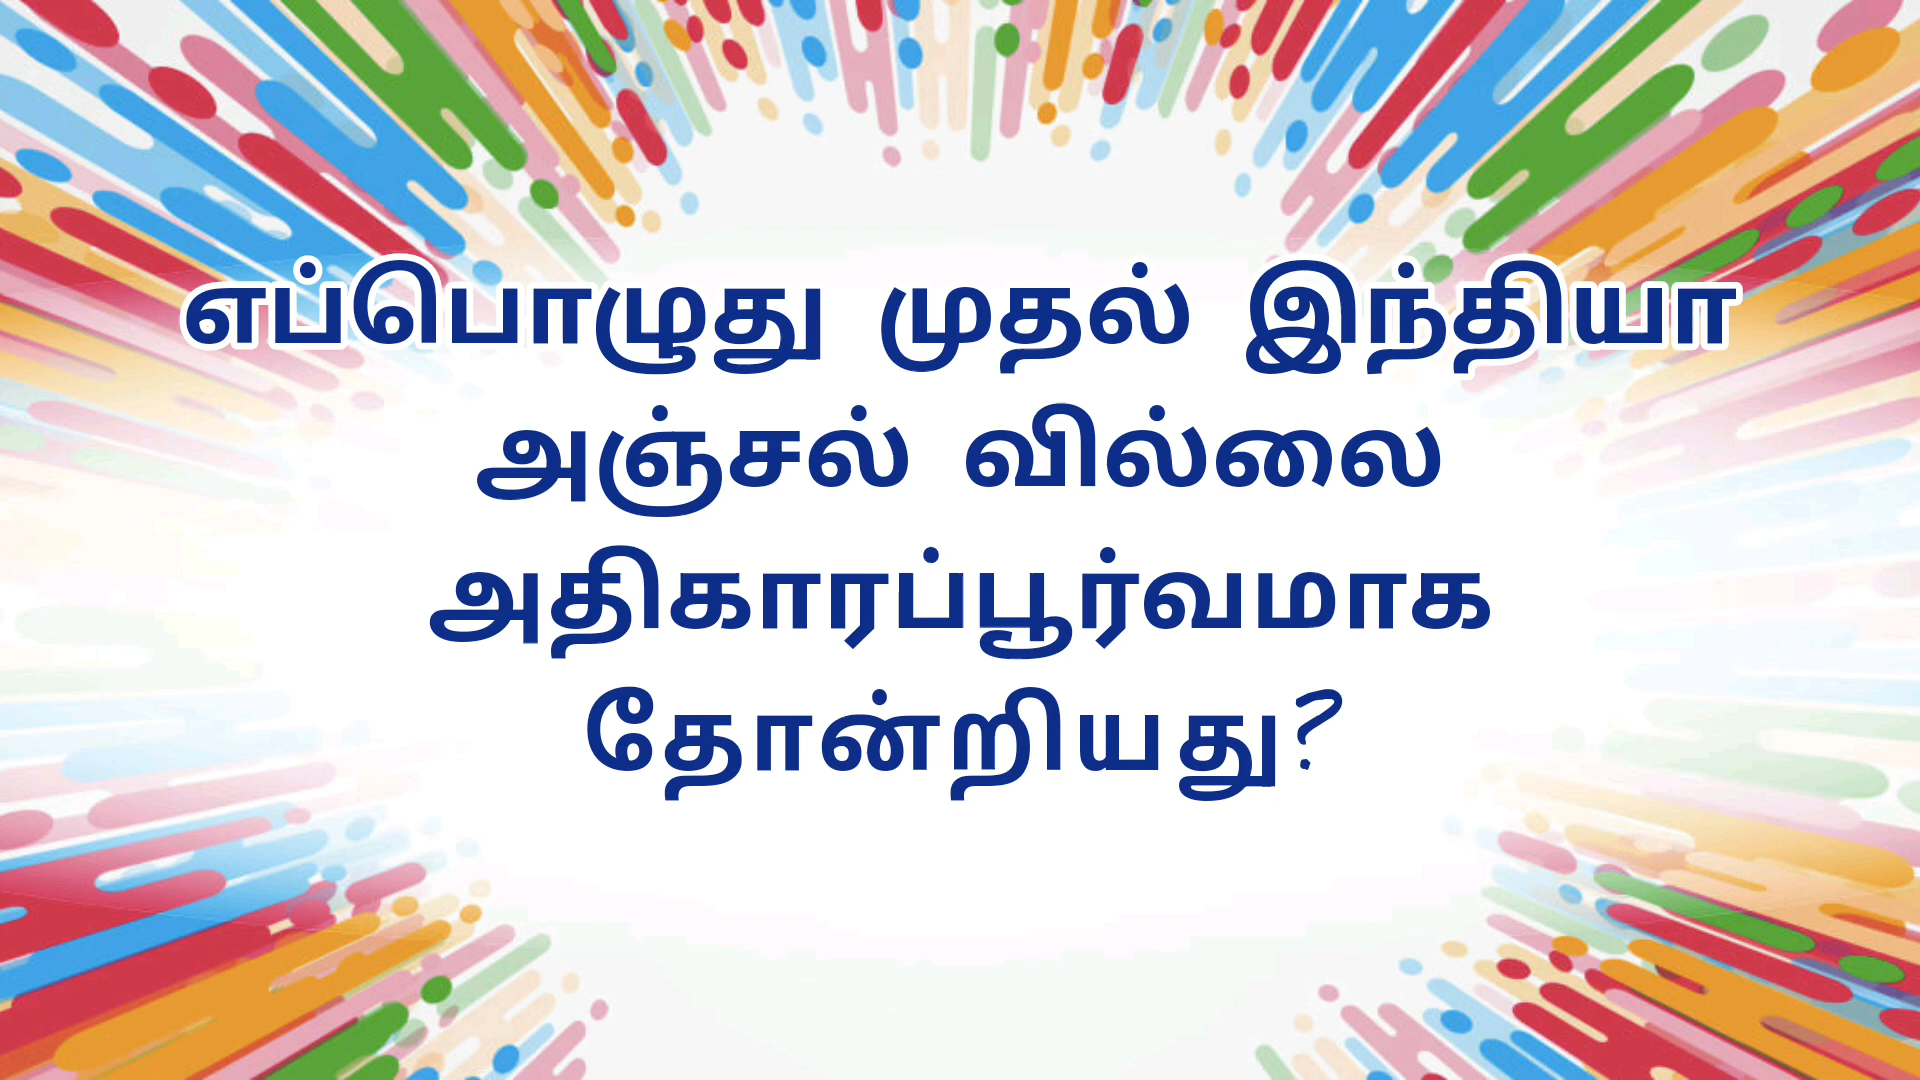 எப்பொழுது முதல் இந்தியா
அஞ்சல் வில்லை
அதிகாரப்பூர்வமாக
தோன்றியது?